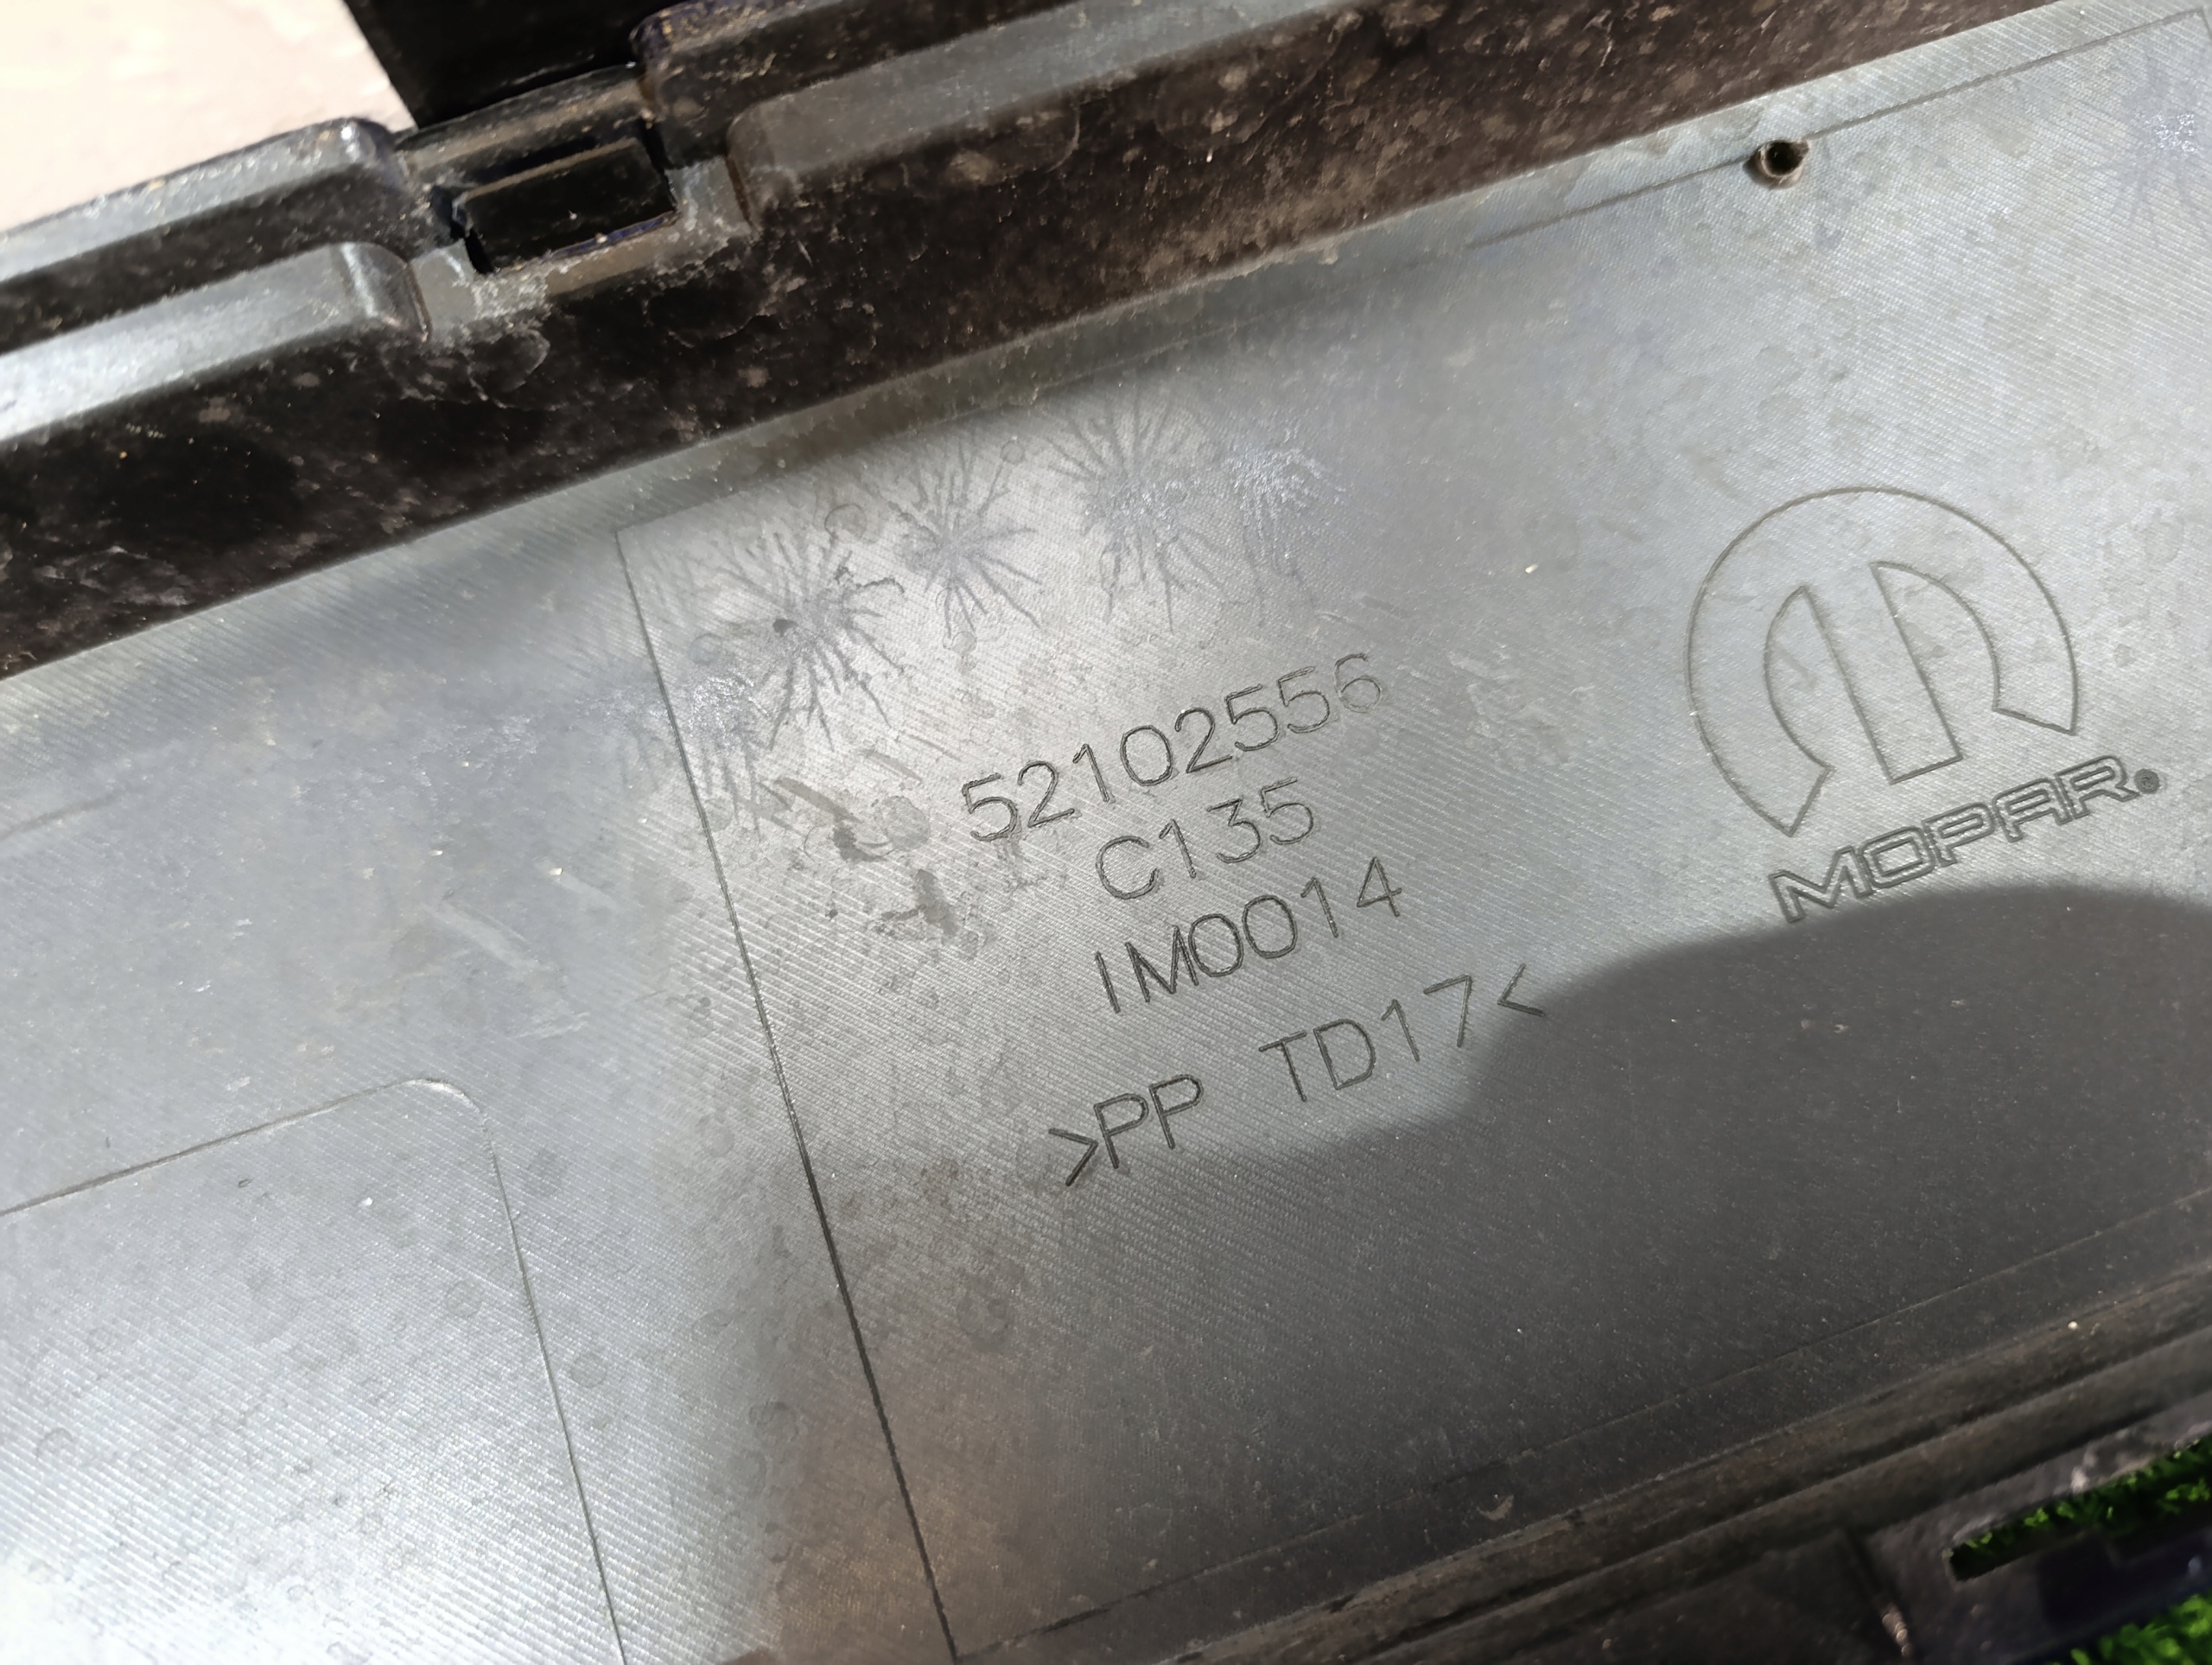 52102556
C135
IM0014
>PP TD17<
MOPAR